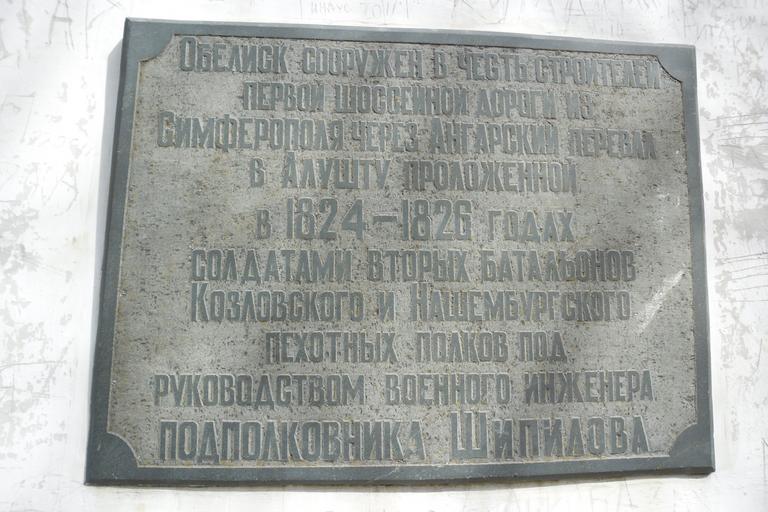 Обелиск сооружен в честь строителей
первой шоссейной дороги из
Симферополя через Ангарский перевал
в Алушту, проложенной
в 1824-1826 годах
солдатами вторых батальонов
Козловского и Нашембургского
пехотных полков под
руководством военного инженера
подполковника Шипилова